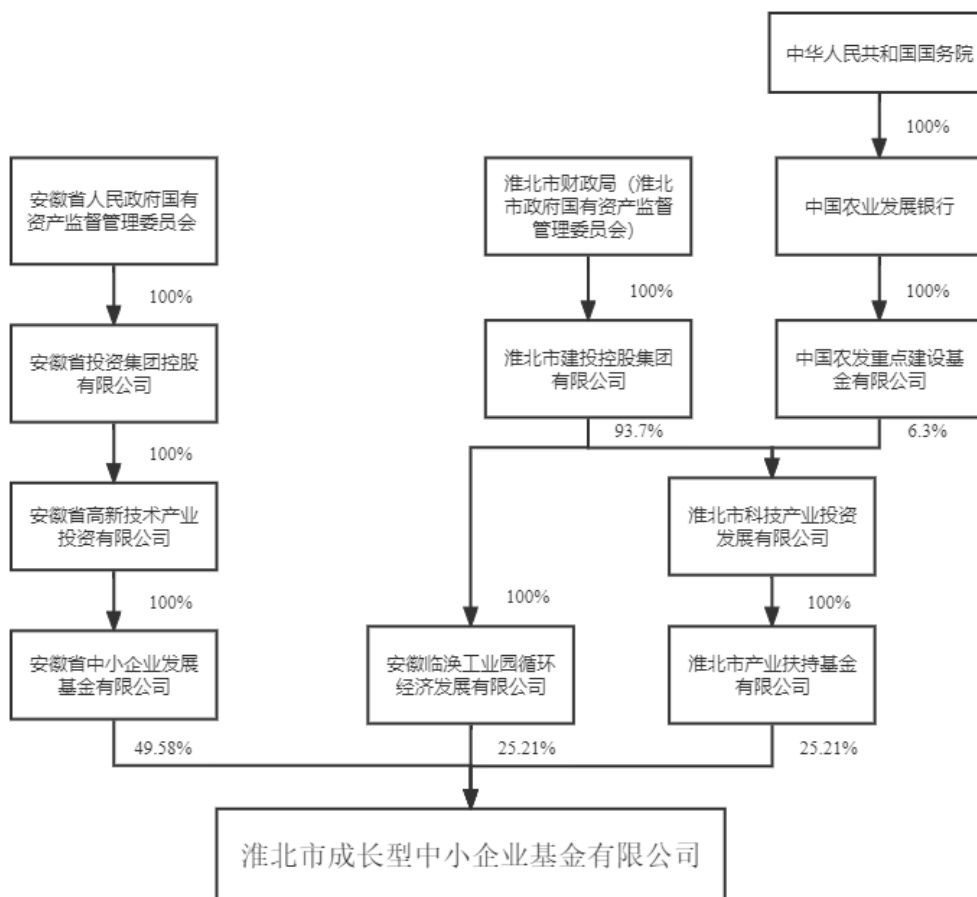 中华人民共和国国务院
100%
安徽省人民政府国有
资产监督管理委员会
淮北市财政局（淮北
市政府国有资产监督
管理委员会）
中国农业发展银行
100%
100%
100%
安徽省投资集团控股
有限公司
淮北市建投控股集团
有限公司
中国农发重点建设基
金有限公司
93.7%
6.3%
100%
安徽省高新技术产业
投资有限公司
淮北市科技产业投资
发展有限公司
100%
100%
100%
安徽省中小企业发展
基金有限公司
安徽临涣工业园循环
经济发展有限公司
淮北市产业扶持基金
有限公司
49.58%
25.21%
25.21%
淮北市成长型中小企业基金有限公司